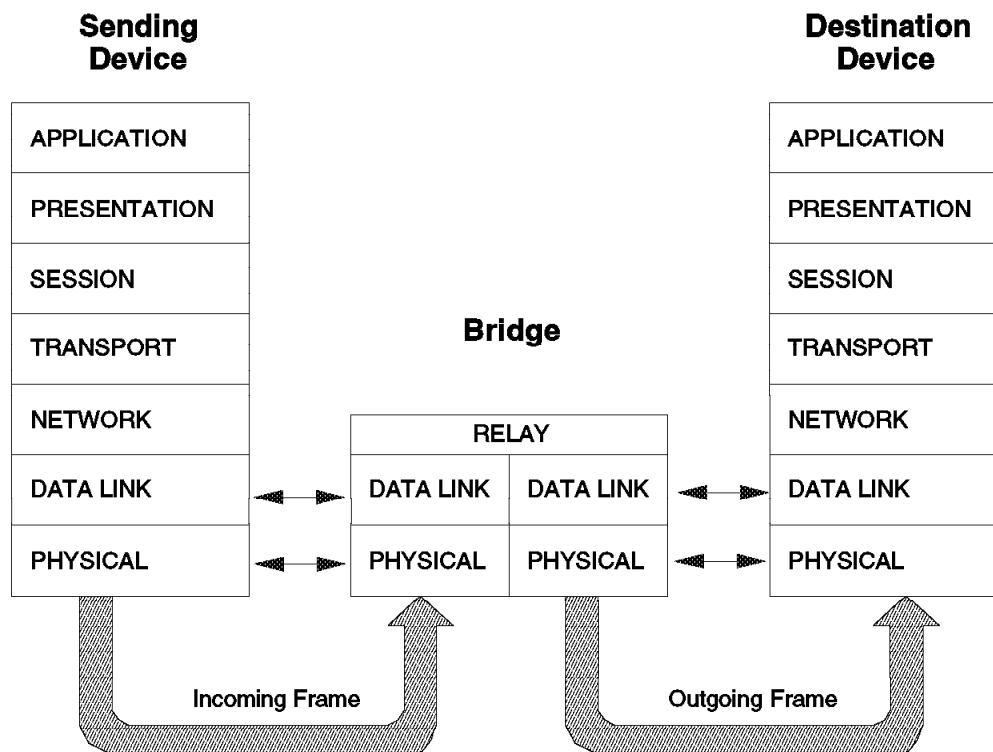 Sending
Device
APPLICATION
PRESENTATION
SESSION
TRANSPORT
NETWORK
DATA LINK
PHYSICAL
Bridge
RELAY
DATA LINK
DATA LINK
PHYSICAL
PHYSICAL
Destination
Device
APPLICATION
PRESENTATION
SESSION
TRANSPORT
NETWORK
DATA LINK
PHYSICAL
Incoming Frame
Outgoing Frame